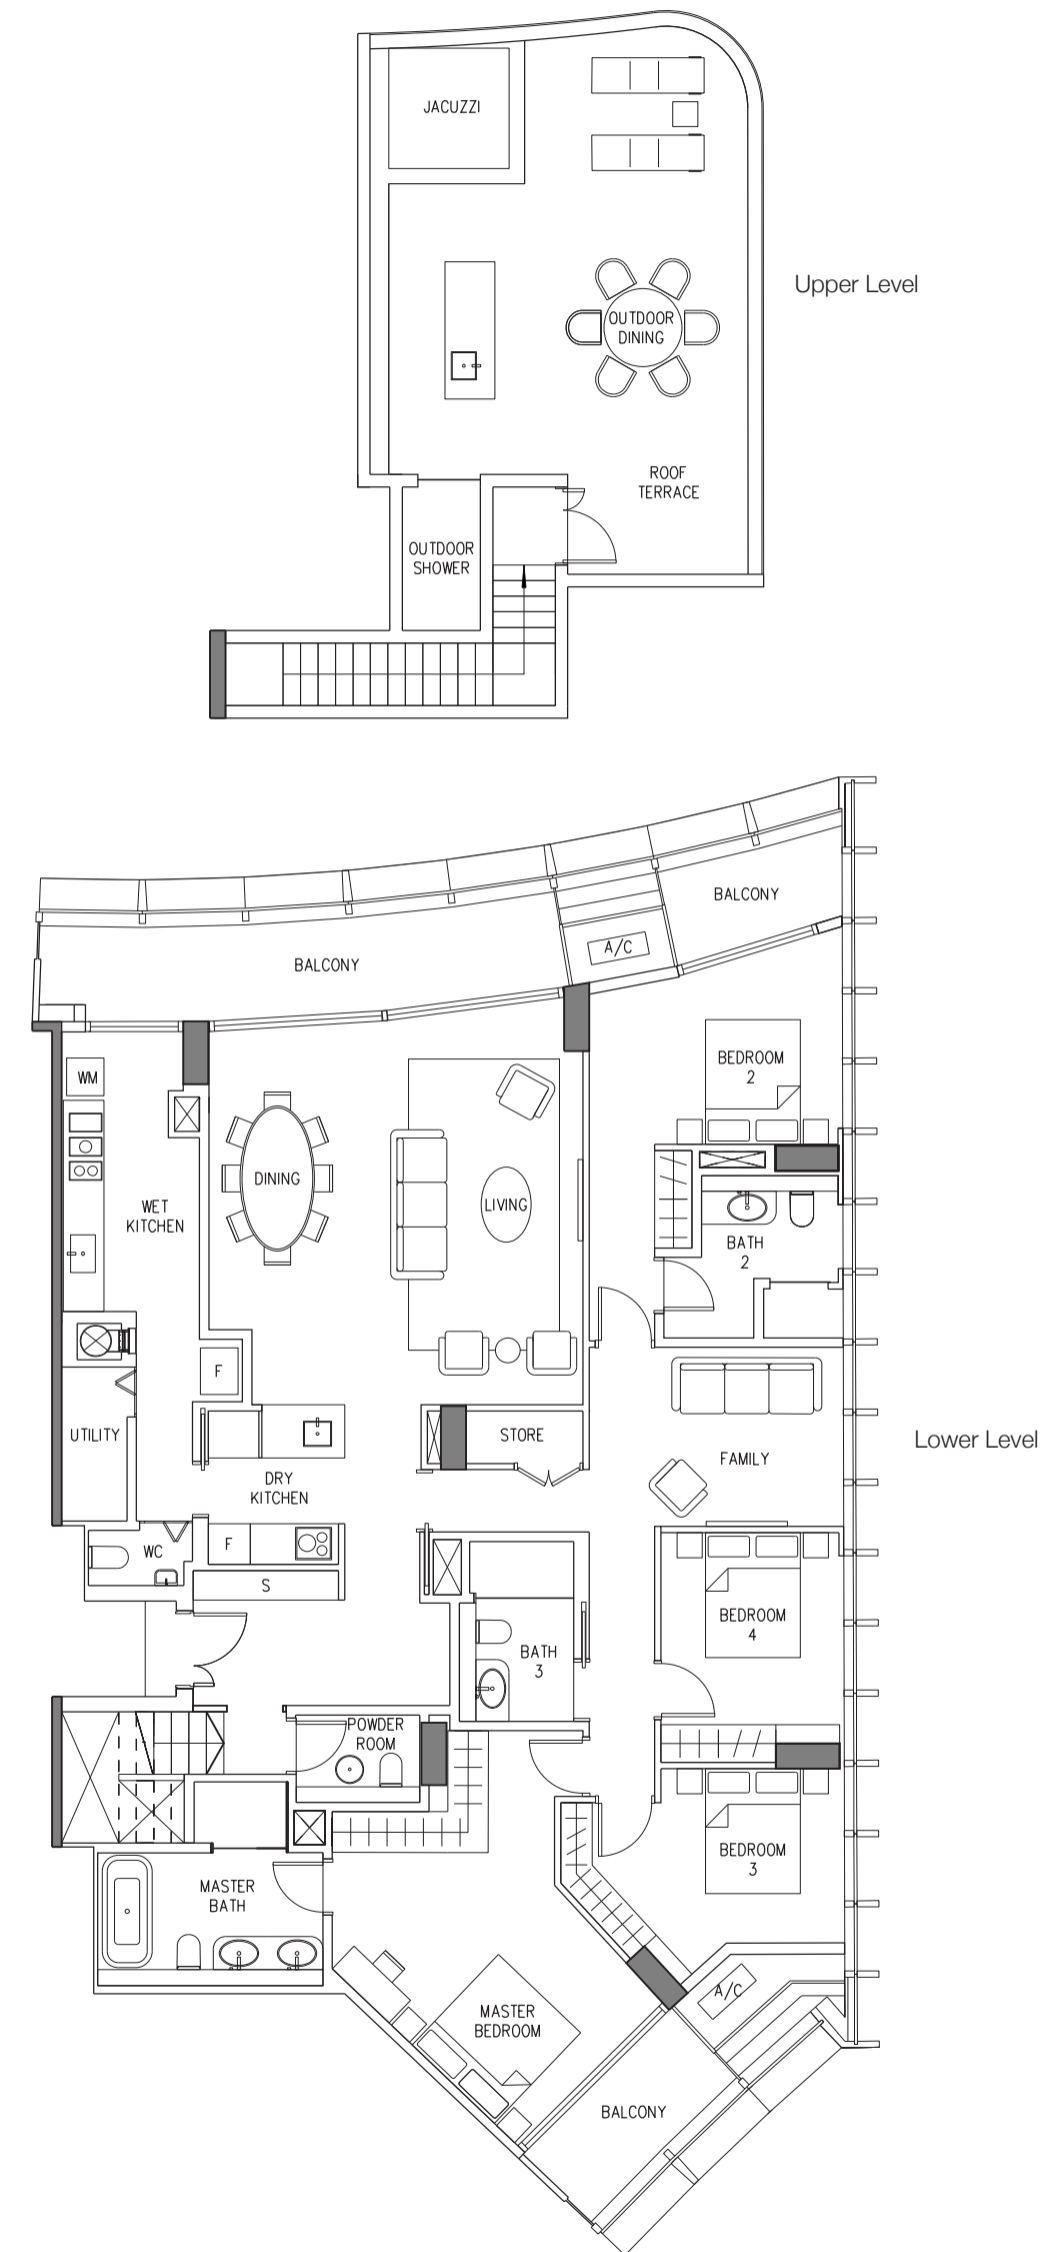 JACUZZI
Upper Level
OUTDOOR
DINING
ROOF
TERRACE
OUTDOOR
SHOWER
BALCONY
A/C
BALCONY
WM
BEDROOM
2
DINING
WET
KITCHEN
LIVING
BATH
2
F
UTILITY
STORE
Lower Level
FAMILY
DRY
KITCHEN
WC
F
S
BEDROOM
4
BATH
3
POWDER
ROOM
BEDROOM
3
MASTER
BATH
A/C
MASTER
BEDROOM
BALCONY